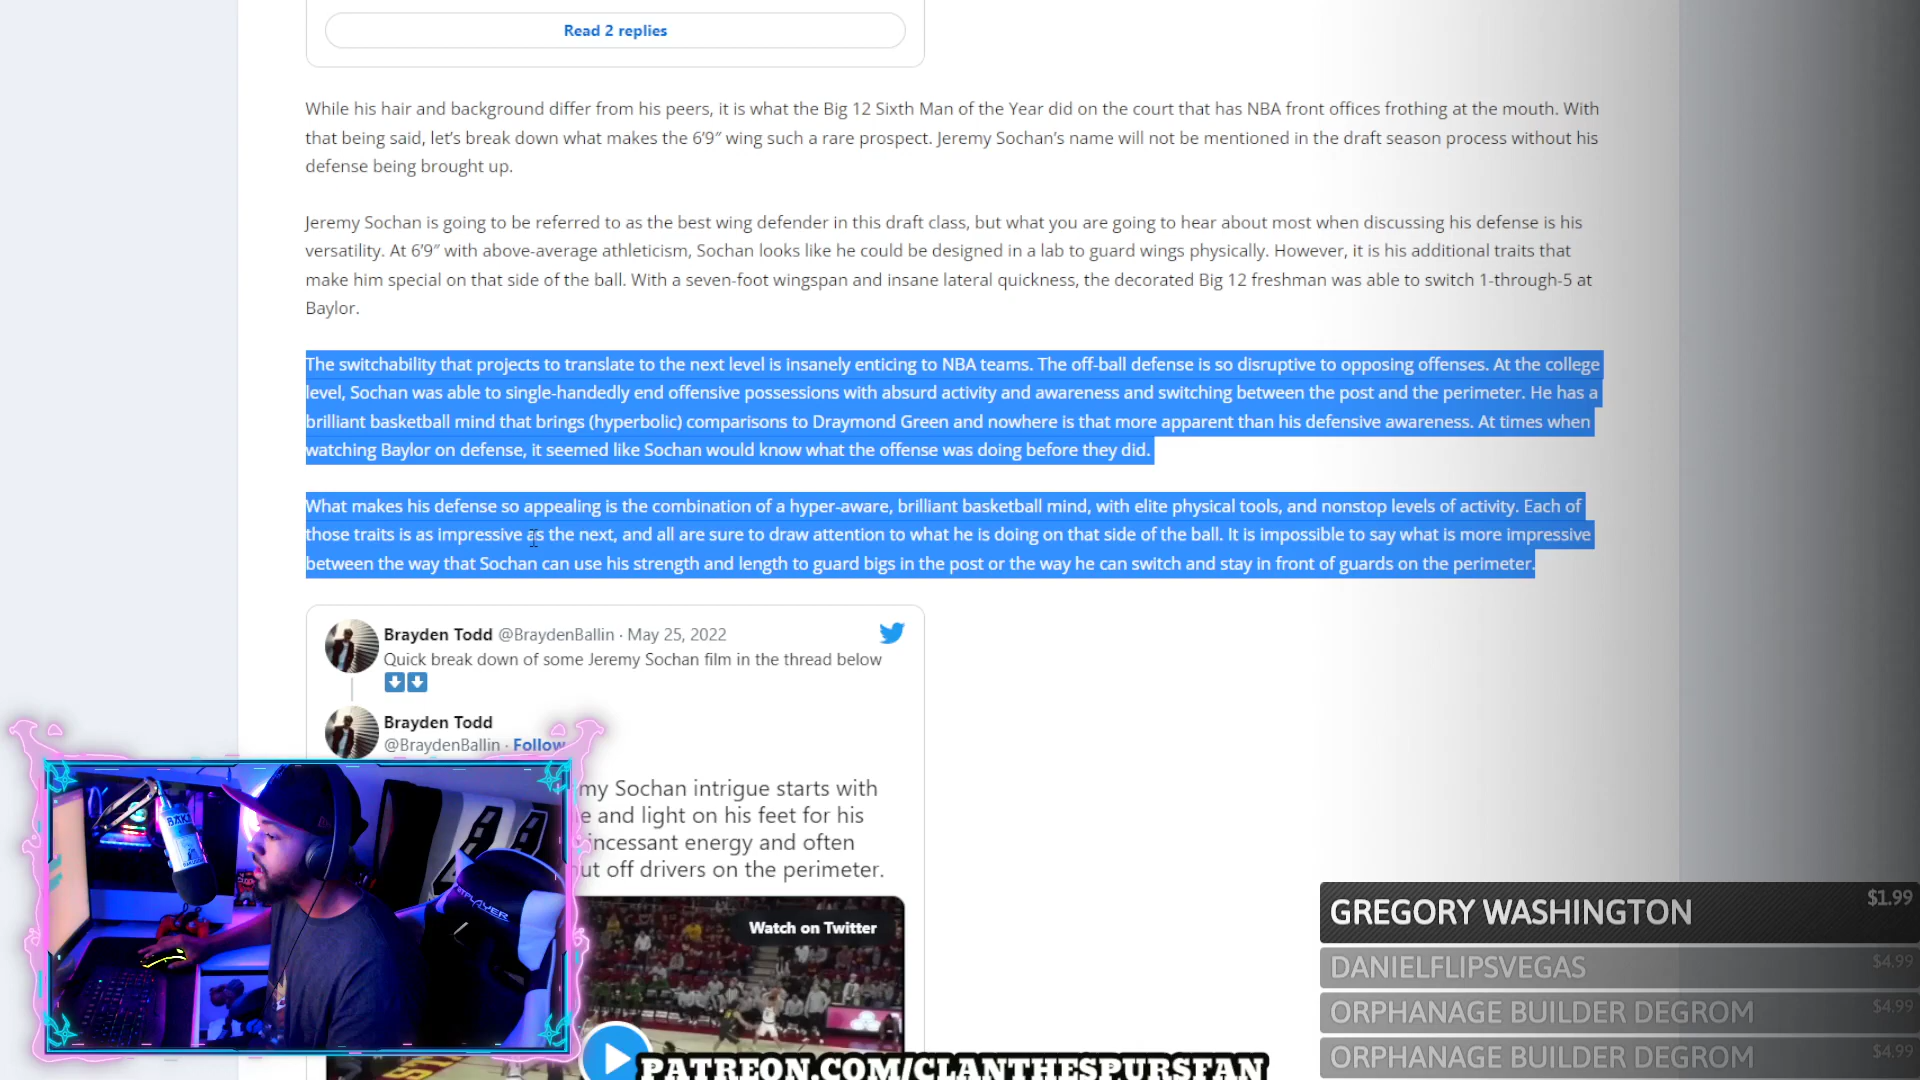 Read 2 replies
While his hair and background differ from his peers, it is what the Big 12 Sixth Man of the Year did on the court that has NBA front offices frothing at the mouth. With
that being said, let's break down what makes the 6'9″ wing such a rare prospect. Jeremy Sochan's name will not be mentioned in the draft season process without his
defense being brought up.
Jeremy Sochan is going to be referred to as the best wing defender in this draft class, but what you are going to hear about most when discussing his defense is his
versatility. At 6'9″ with above-average athleticism, Sochan looks like he could be designed in a lab to guard wings physically. However, it is his additional traits that
make him special on that side of the ball. With a seven-foot wingspan and insane lateral quickness, the decorated Big 12 freshman was able to switch 1-through-5 at
Baylor.
The switchability that projects to translate to the next level is insanely enticing to NBA teams. The off-ball defense is so disruptive to opposing offenses. At the college
level, Sochan was able to single-handedly end offensive possessions with absurd activity and awareness and switching between the post and the perimeter. He has a
brilliant basketball mind that brings (hyperbolic) comparisons to Draymond Green and nowhere is that more apparent than his defensive awareness. At times when
watching Baylor on defense, it seemed like Sochan would know what the offense was doing before they did.
What makes his defense so appealing is the combination of a hyper-aware, brilliant basketball mind, with elite physical tools, and nonstop levels of activity. Each of
those traits is as impressive as the next, and all are sure to draw attention to what he is doing on that side of the ball. It is impossible to say what is more impressive
between the way that Sochan can use his strength and length to guard bigs in the post or the way he can switch and stay in front of guards on the perimeter.
Brayden Todd @BraydenBallin · May 25, 2022
Quick break down of some Jeremy Sochan film in the thread below
Brayden Todd
@BraydenBallin · Follow
my Sochan intrigue starts with
e and light on his feet for his
incessant energy and often
ut off drivers on the perimeter.
Watch on Twitter
GREGORY WASHINGTON $1.99
DANIELFLIPSVEGAS $4.99
ORPHANAGE BUILDER DEGROM $4.99
ORPHANAGE BUILDER DEGROM $4.99
PATREON.COM/CLANTHESPURSFAN